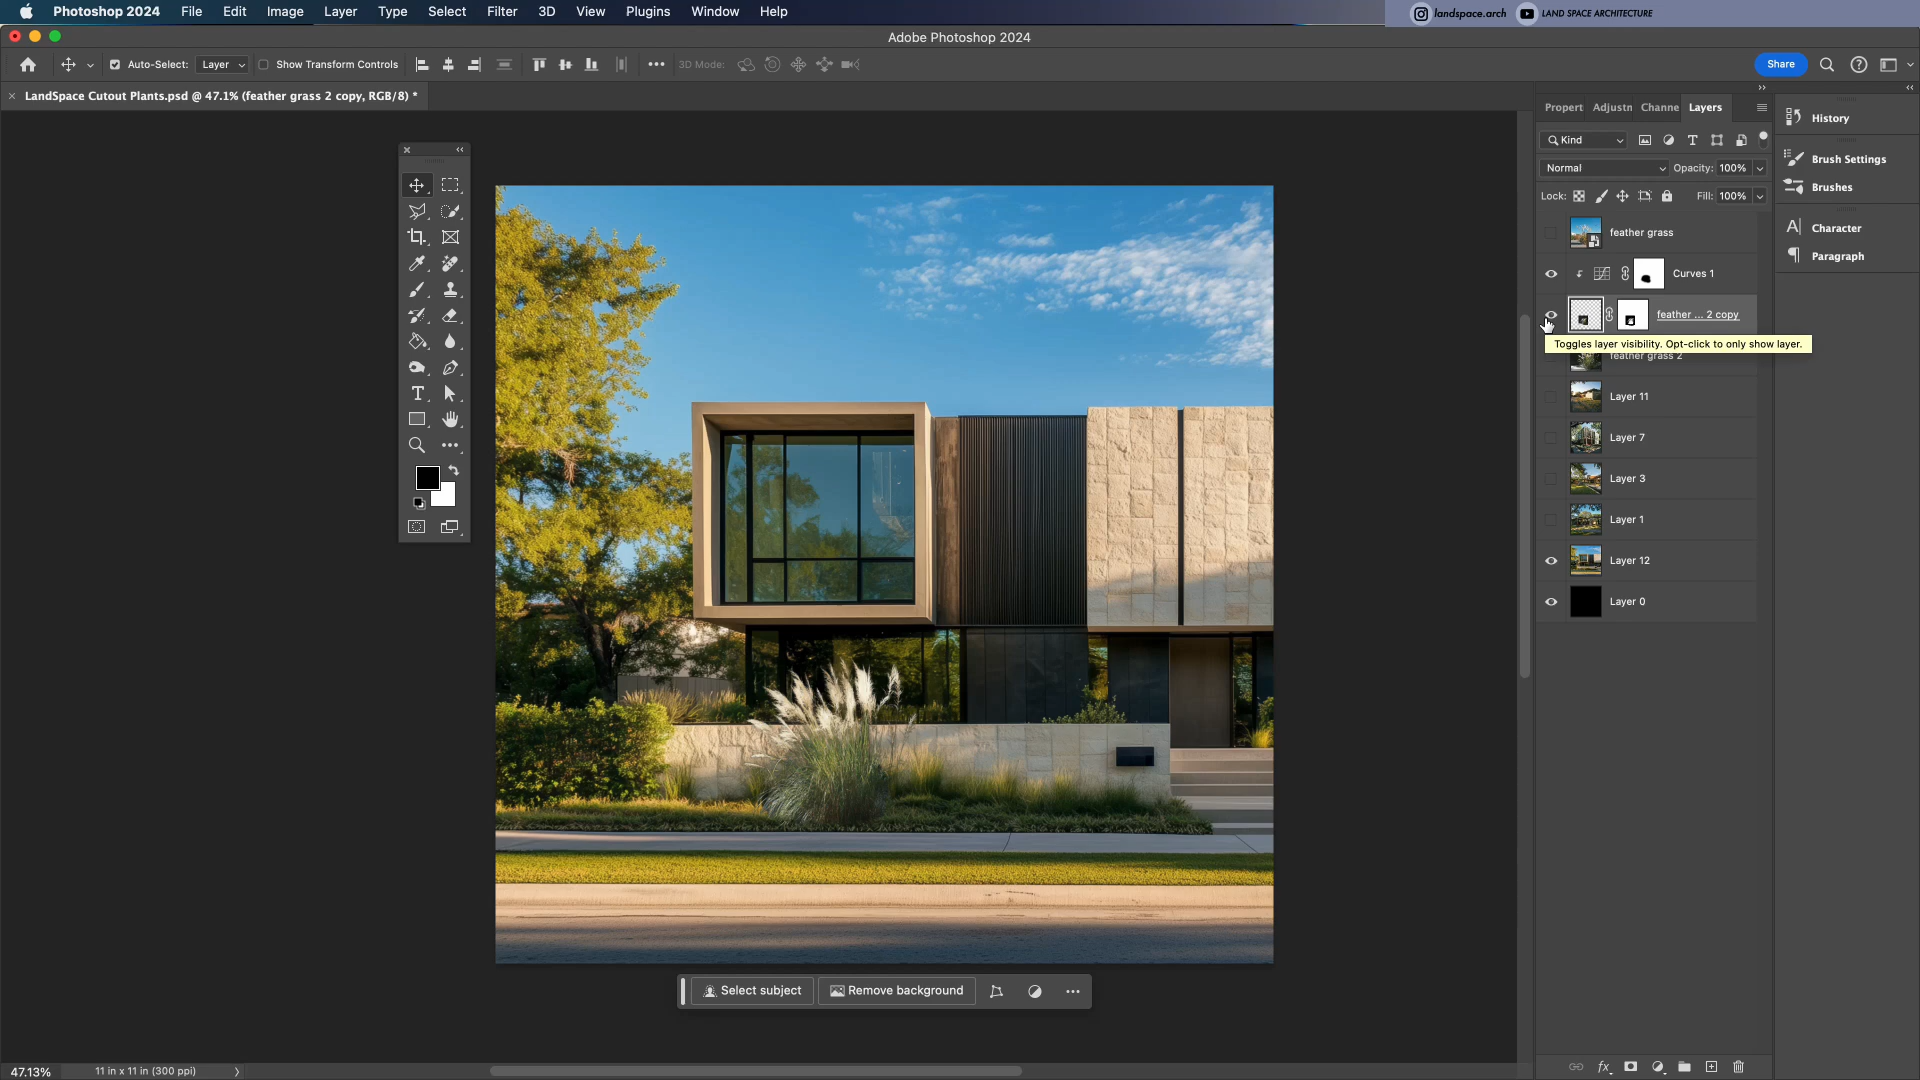 Photoshop 2024 File Edit Image Layer Type Select Filter 3D View Plugins Window Help
landspace.arch LAND SPACE ARCHITECTURE
Adobe Photoshop 2024
Auto-Select: Layer Show Transform Controls 3D Mode: Share
LandSpace Cutout Plants.psd @ 47.1% (feather grass 2 copy, RGB/8) *
Propert Adjustn Channe Layers
Kind
Normal Opacity: 100%
Lock: Fill: 100%
feather grass
Curves 1
feather ... 2 copy
Toggles layer visibility. Opt-click to only show layer.
feather grass 2
Layer 11
Layer 7
Layer 3
Layer 1
Layer 12
Layer 0
History
Brush Settings
Brushes
Character
Paragraph
Select subject Remove background
47.13% 11 in x 11 in (300 ppi)